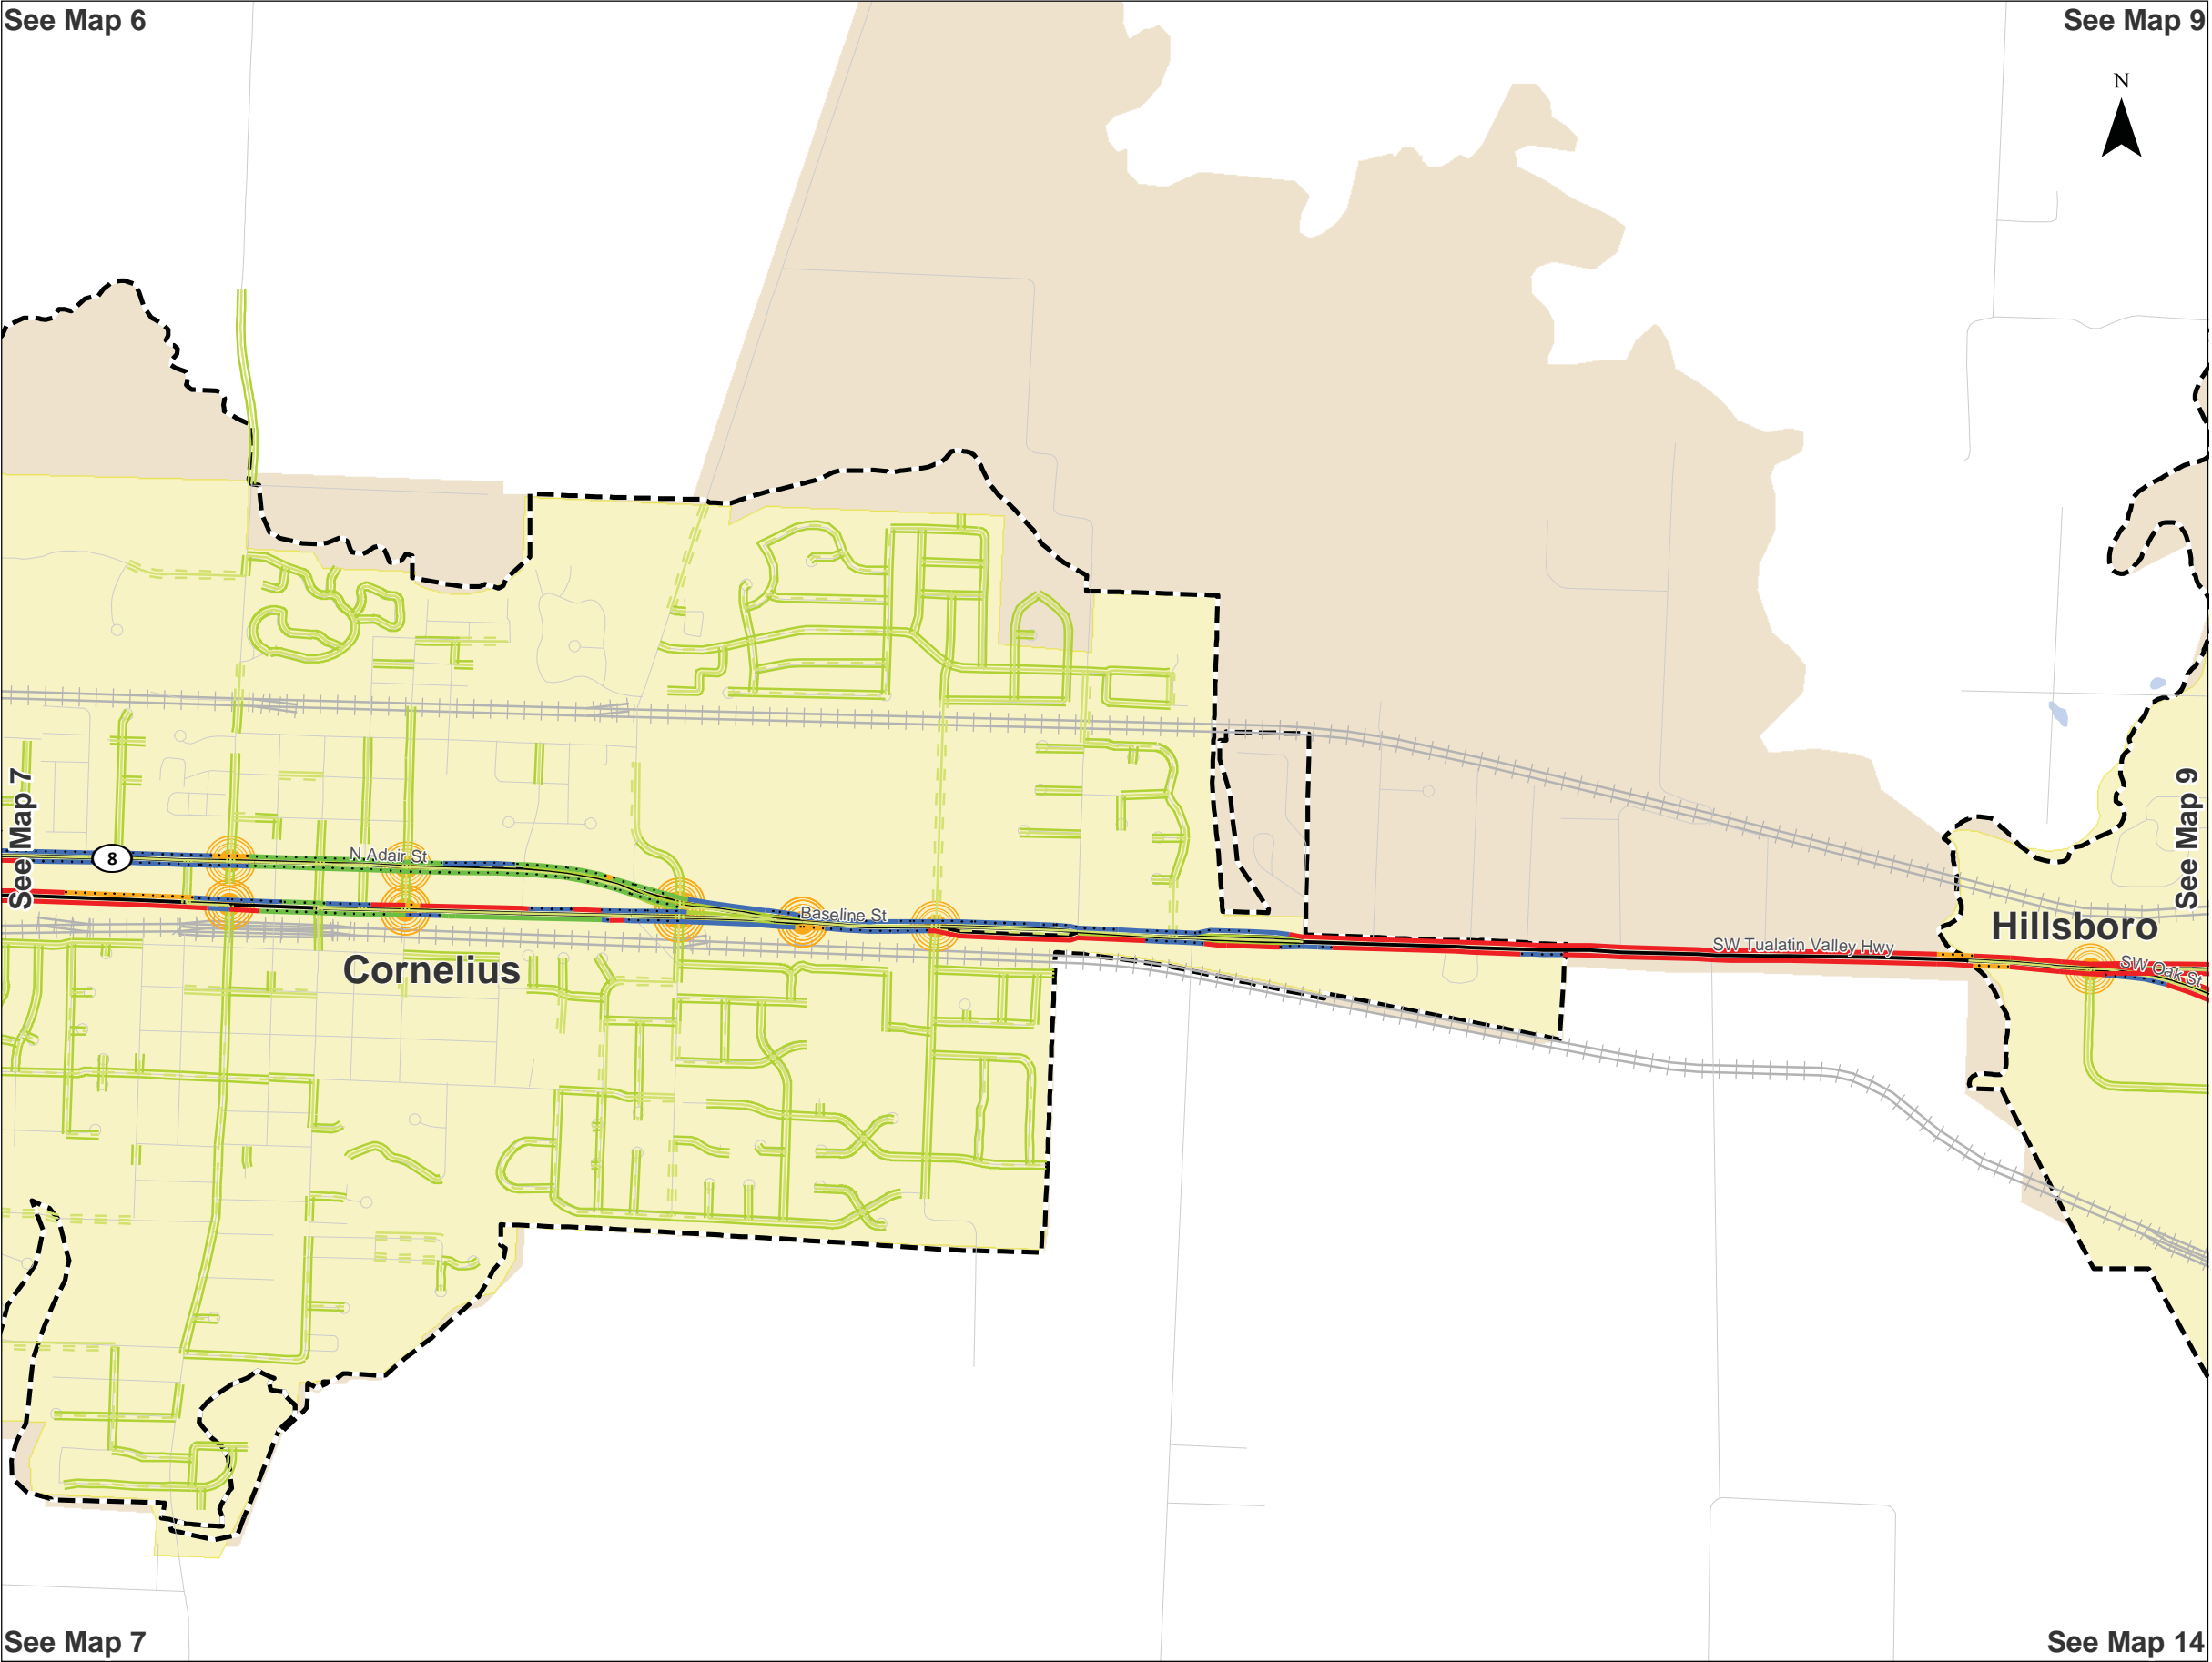 See Map 6
See Map 9
N
See Map 7
8
N Adair St
Baseline St
Cornelius
SW Tualatin Valley Hwy
Hillsboro
SW Oak St
See Map 9
See Map 7
See Map 14